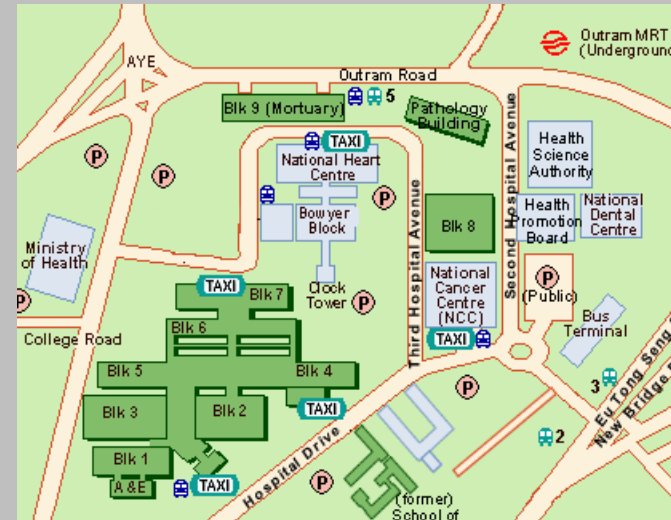 Outram MRT
(Underground
AYE
Outram Road
Blk 9 (Mortuary)
5
Pathology
Building
TAXI
National Heart
Centre
Health
Science
Authority
P
P
P
Third Hospital Avenue
Second Hospital Avenue
Bowyer
Block
Blk 8
Health
Promotion
Board
National
Dental
Centre
Ministry
of Health
National
Cancer
Centre
(NCC)
P
(Public)
TAXI
Blk 7
Clock
Tower
P
P
Bus
Terminal
College Road
Blk 6
TAXI
Blk 5
Blk 4
P
3
Eu Tong Seng
New Bridge
Blk 3
Blk 2
TAXI
2
Hospital Drive
Blk 1
A & E
TAXI
P
(former)
School of